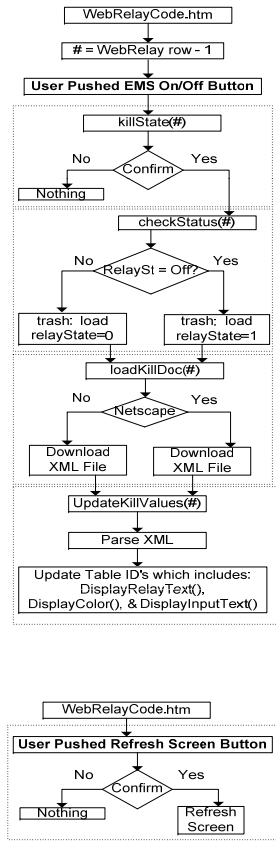 WebRelayCode.htm
# = WebRelay row - 1
User Pushed EMS On/Off Button
killState(#)
No
Yes
Confirm
Nothing
checkStatus(#)
No
Yes
RelaySt = Off?
trash: load
relayState=0
trash: load
relayState=1
loadKillDoc(#)
No
Yes
Netscape
Download
XML File
Download
XML File
UpdateKillValues(#)
Parse XML
Update Table ID's which includes:
DisplayRelayText(),
DisplayColor(), & DisplayInputText()
WebRelayCode.htm
User Pushed Refresh Screen Button
No
Yes
Confirm
Nothing
Refresh
Screen